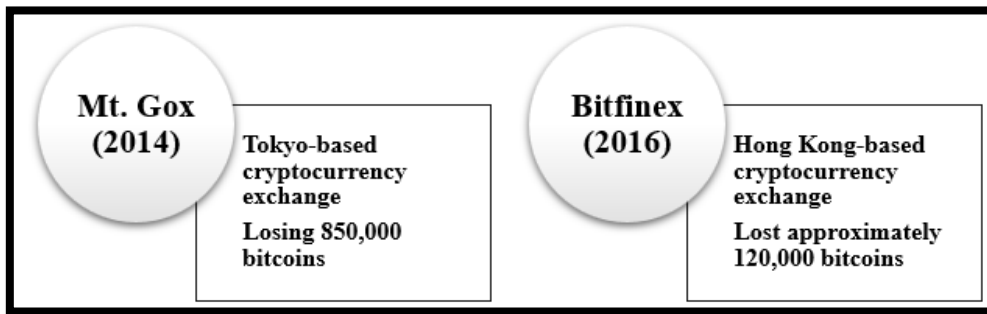 Mt. Gox
(2014)
Tokyo-based
cryptocurrency
exchange
Losing 850,000
bitcoins
Bitfinex
(2016)
Hong Kong-based
cryptocurrency
exchange
Lost approximately
120,000 bitcoins